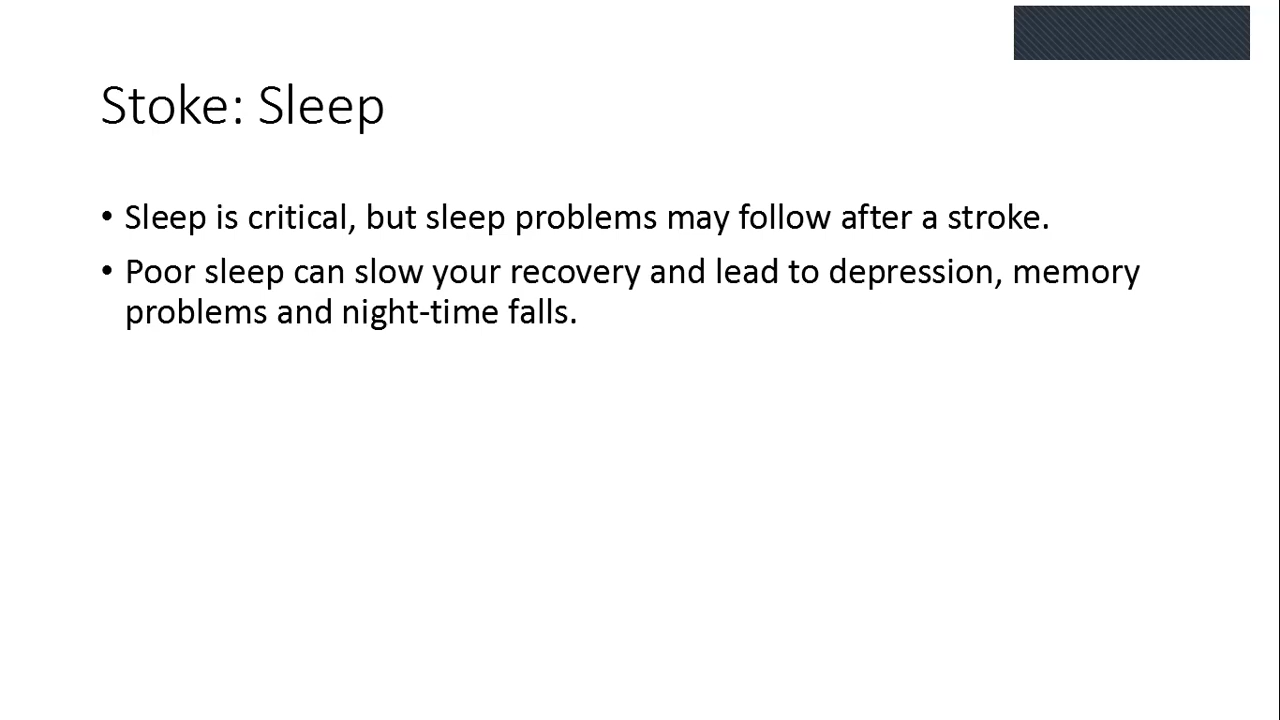 Stoke: Sleep
• Sleep is critical, but sleep problems may follow after a stroke.
• Poor sleep can slow your recovery and lead to depression, memory
problems and night-time falls.